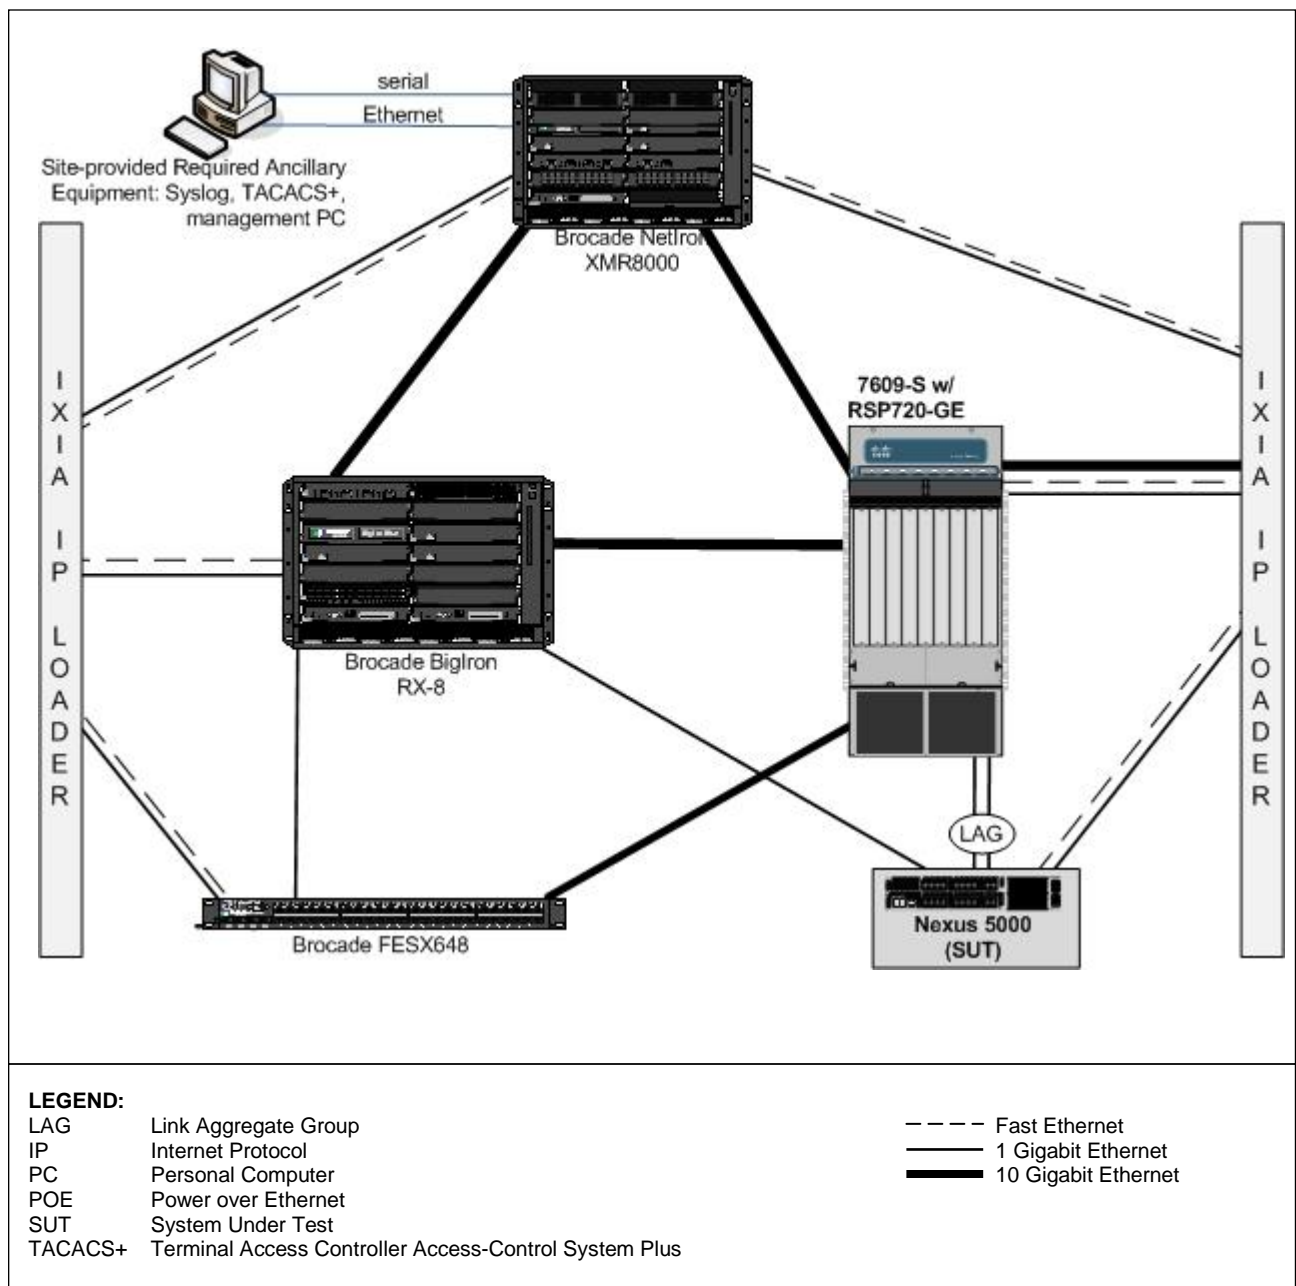 serial
Ethernet
Site-provided Required Ancillary
Equipment: Syslog, TACACS+,
management PC
Brocade NetIron
XMR8000
I
X
I
A
I
P
L
O
A
D
E
R
7609-S w/
RSP720-GE
I
X
I
A
I
P
L
O
A
D
E
R
Brocade BigIron
RX-8
LAG
Brocade FESX648
Nexus 5000
(SUT)
LEGEND:
LAG Link Aggregate Group
IP Internet Protocol
PC Personal Computer
POE Power over Ethernet
SUT System Under Test
TACACS+ Terminal Access Controller Access-Control System Plus
Fast Ethernet
1 Gigabit Ethernet
10 Gigabit Ethernet